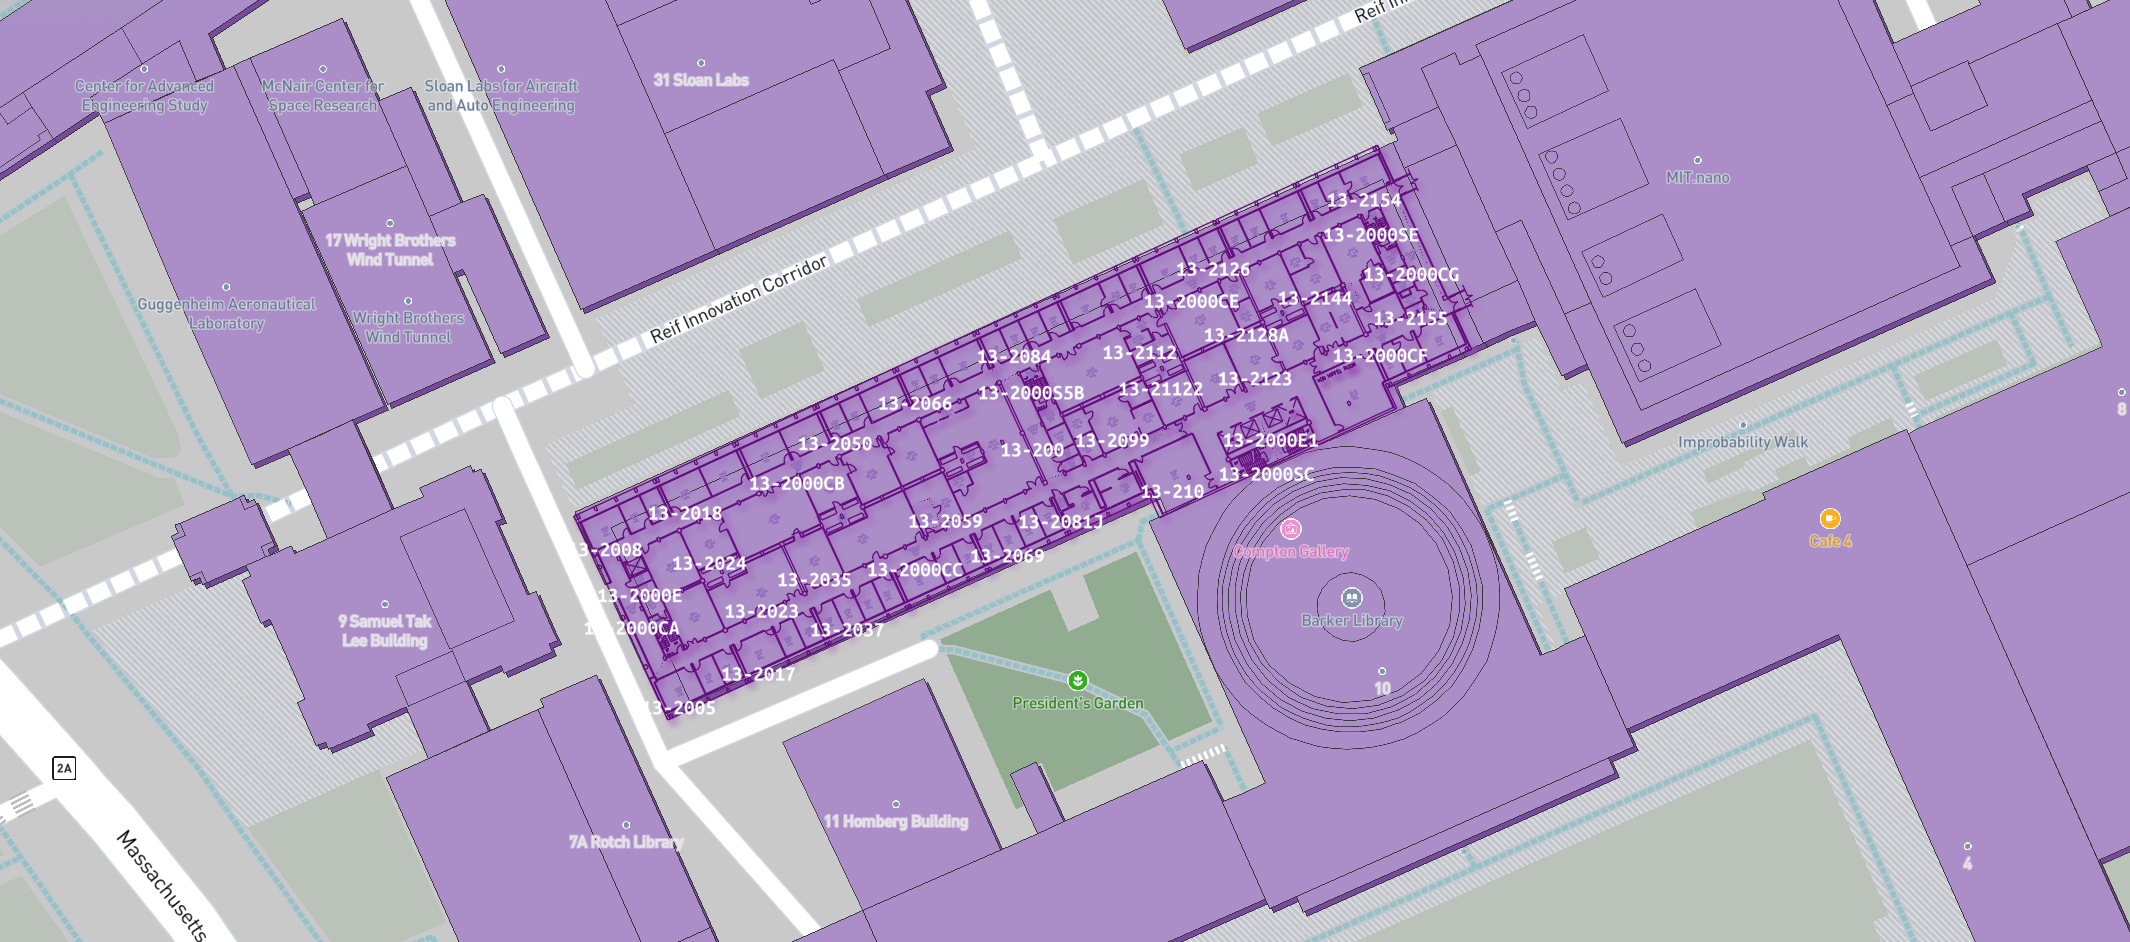 Reif Inn
31 Sloan Labs
Center for Advanced
Engineering Study
McNair Center for
Space Research
Sloan Labs for Aircraft
and Auto Engineering
MIT.nano
17 Wright Brothers
Wind Tunnel
Guggenheim Aeronautical
Laboratory
Wright Brothers
Wind Tunnel
Reif Innovation Corridor
13-2154
13-2000SE
13-2126
13-2000CG
13-2000CE
13-2144
13-2155
13-2128A
13-2084
13-2112
13-2000CF
13-2123
13-2000S5B
13-21122
13-2066
13-2050
13-2099
13-2000E1
13-200
13-2000CB
13-2000SC
13-210
13-2018
13-2059
13-2081J
13-2008
13-2069
13-2024
13-2000CC
13-2035
13-2000E
13-2023
13-2000CA
13-2037
13-2017
13-2005
8
Improbability Walk
Cafe 4
Compton Gallery
Barker Library
10
President's Garden
9 Samuel Tak
Lee Building
2A
Massachusetts
7A Rotch Library
11 Homberg Building
4